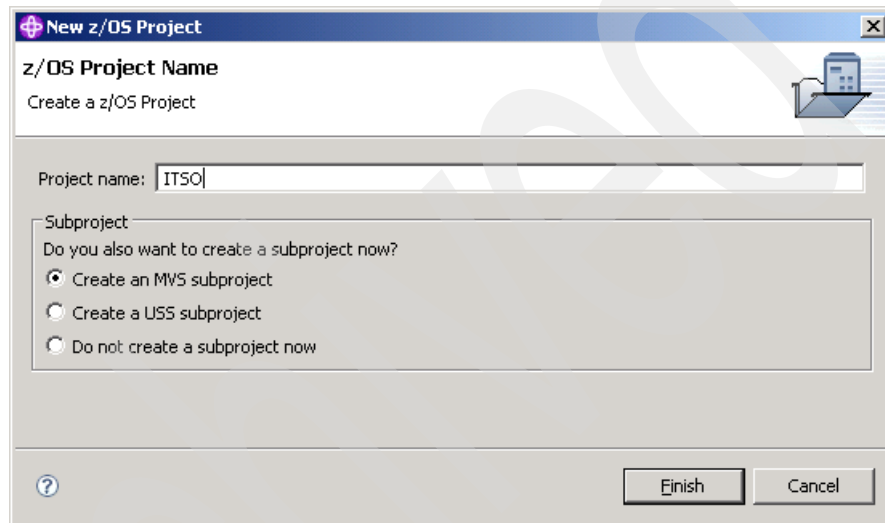 New z/OS Project
z/OS Project Name
Create a z/OS Project
Project name: ITSO
Subproject
Do you also want to create a subproject now?
Create an MVS subproject
Create a USS subproject
Do not create a subproject now
Finish Cancel